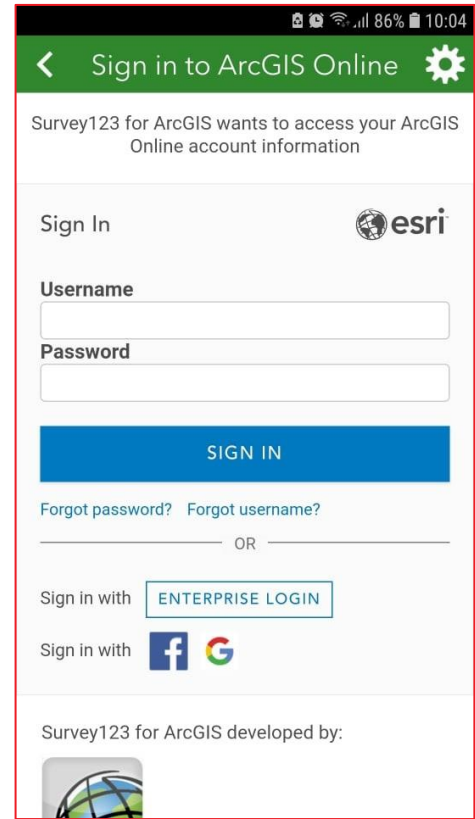 86% 10:04
Sign in to ArcGIS Online
Survey123 for ArcGIS wants to access your ArcGIS
Online account information
Sign In
esri
Username
Password
SIGN IN
Forgot password? Forgot username?
OR
Sign in with ENTERPRISE LOGIN
Sign in with f G
Survey123 for ArcGIS developed by: